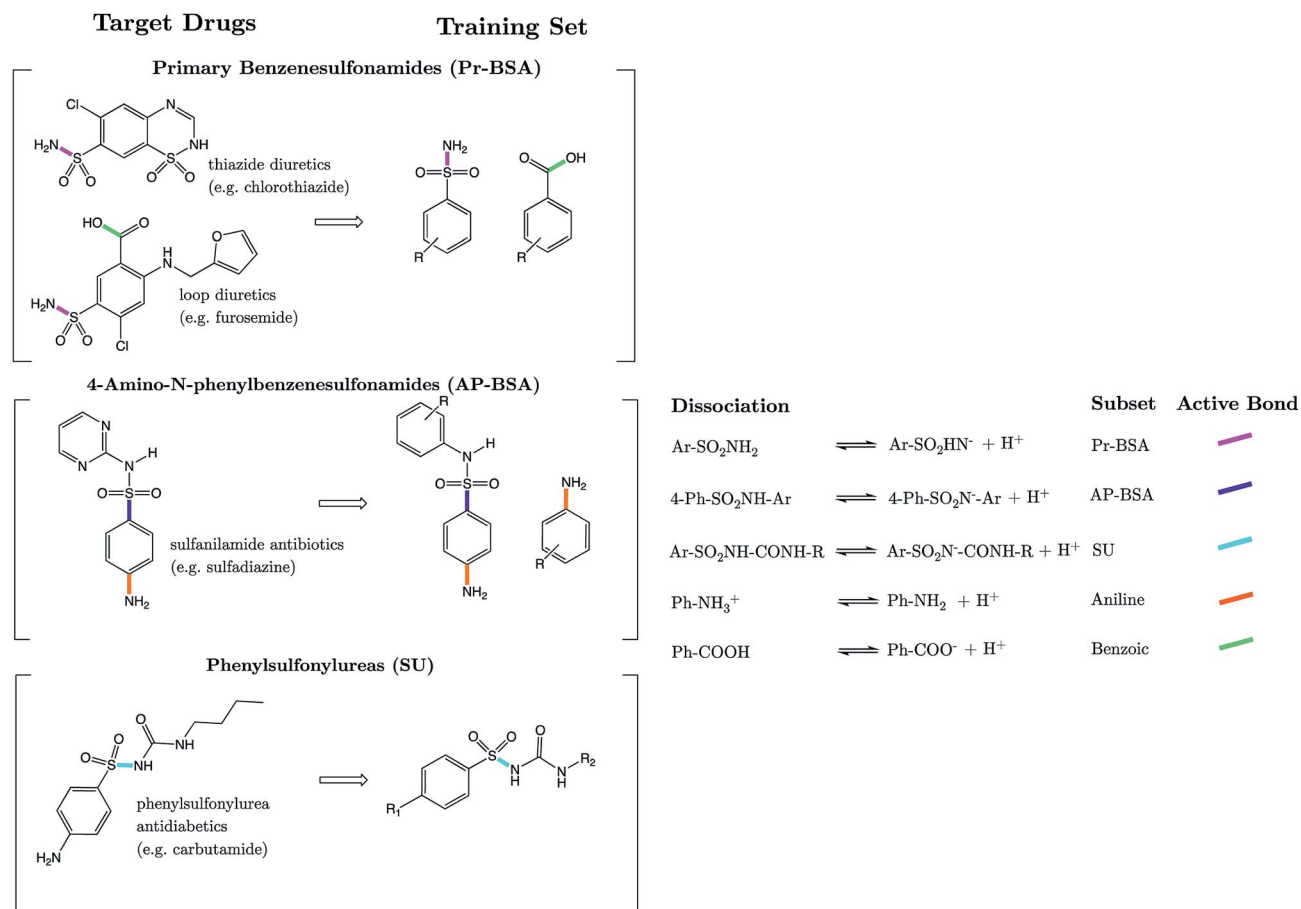 Target Drugs
Training Set
Primary Benzenesulfonamides (Pr-BSA)
Cl
N
H₂N
S
NH
S
O O
O O
thiazide diuretics
(e.g. chlorothiazide)
NH₂
O=S=O
R
O
OH
R
HO
O
H
N
O
H₂N
S
O O
Cl
loop diuretics
(e.g. furosemide)
4-Amino-N-phenylbenzenesulfonamides (AP-BSA)
N
N
N
H
O=S=O
NH₂
sulfanilamide antibiotics
(e.g. sulfadiazine)
R
N
H
O=S=O
NH₂
NH₂
R
Phenylsulfonylureas (SU)
O
O
O
S
NH
NH
H₂N
phenylsulfonylurea
antidiabetics
(e.g. carbutamide)
O
O
O
S
N
H
N
H
R₂
R₁
Dissociation Subset Active Bond
Ar-SO₂NH₂ ⇌ Ar-SO₂HN⁻ + H⁺ Pr-BSA
4-Ph-SO₂NH-Ar ⇌ 4-Ph-SO₂N⁻-Ar + H⁺ AP-BSA
Ar-SO₂NH-CONH-R ⇌ Ar-SO₂N⁻-CONH-R + H⁺ SU
Ph-NH₃⁺ ⇌ Ph-NH₂ + H⁺ Aniline
Ph-COOH ⇌ Ph-COO⁻ + H⁺ Benzoic